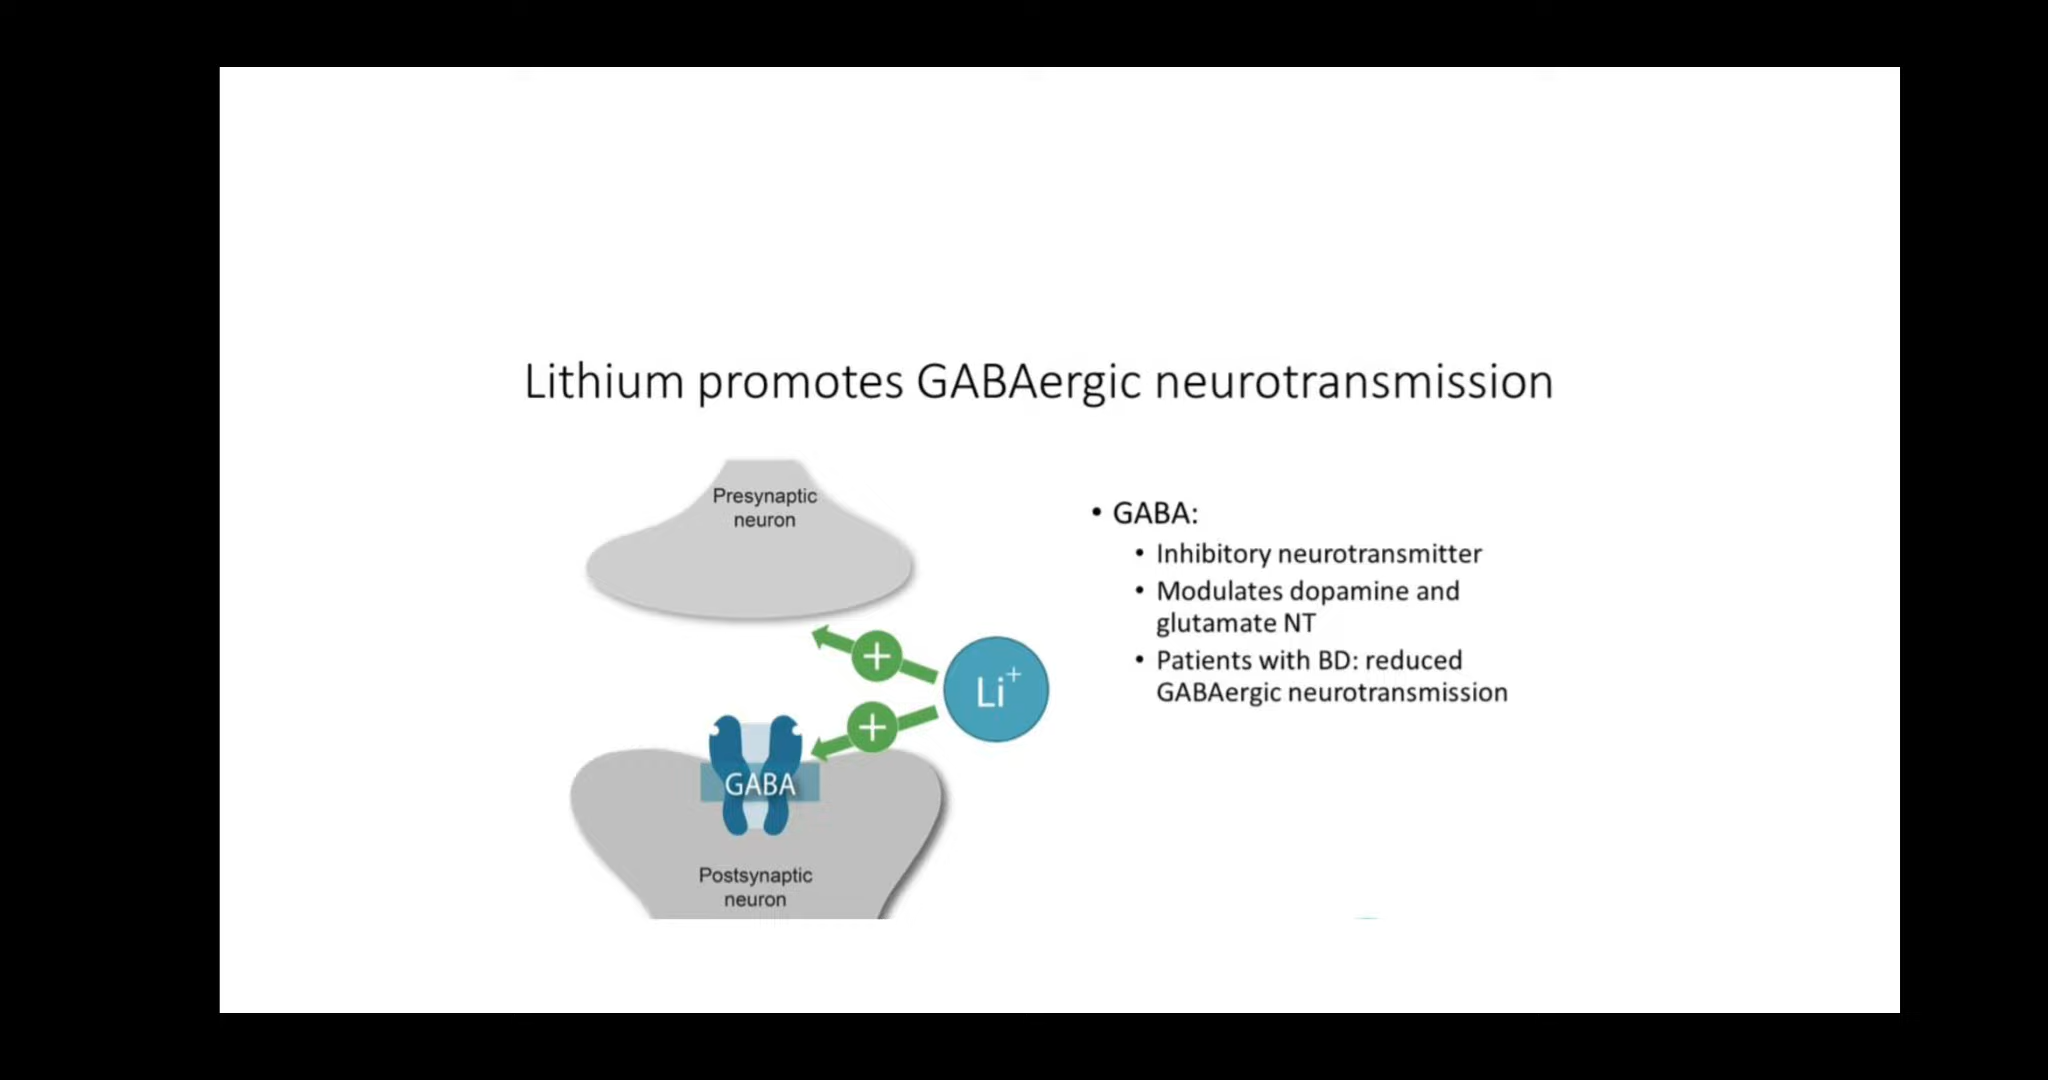 Lithium promotes GABAergic neurotransmission
Presynaptic
neuron
+
Li+
+
GABA
Postsynaptic
neuron
• GABA:
• Inhibitory neurotransmitter
• Modulates dopamine and
glutamate NT
• Patients with BD: reduced
GABAergic neurotransmission